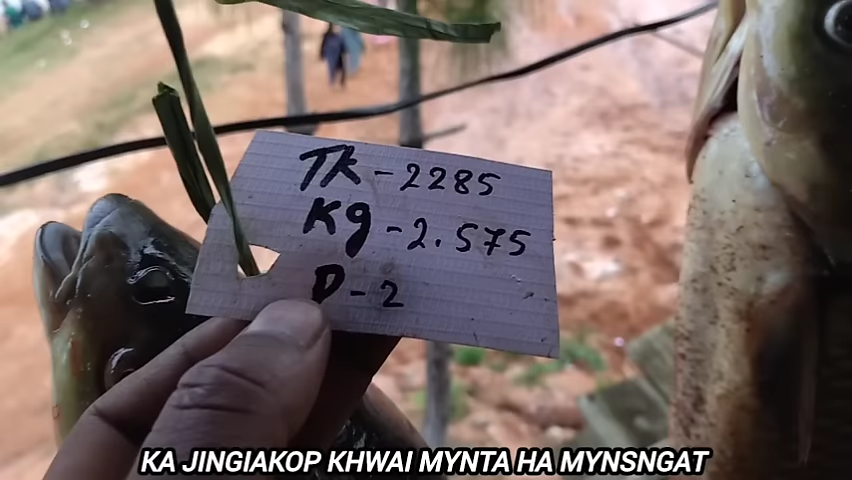 TK - 2285
Kg - 2.575
P - 2
KA JINGIAKOP KHWAI MYNTA HA MYNSNGAT